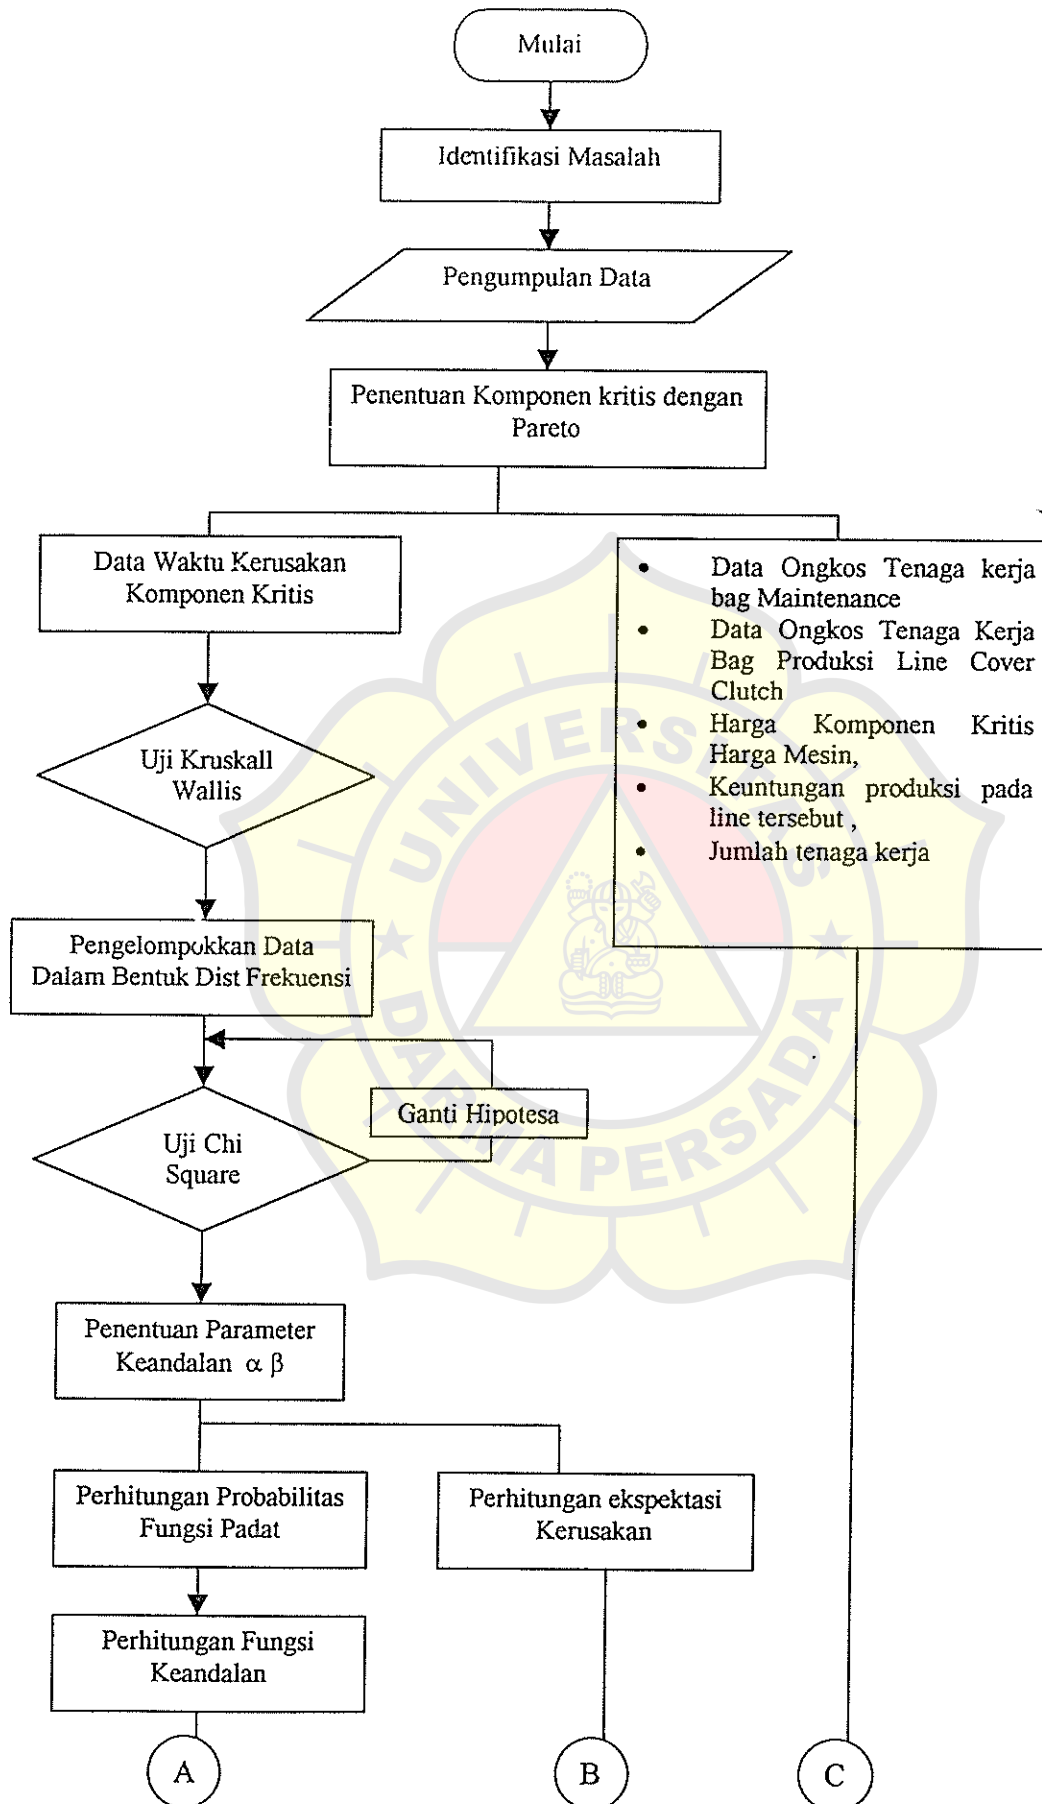 Mulai
Identifikasi Masalah
Pengumpulan Data
Penentuan Komponen kritis dengan
Pareto
Data Waktu Kerusakan
Komponen Kritis
• Data Ongkos Tenaga kerja
bag Maintenance
• Data Ongkos Tenaga Kerja
Bag Produksi Line Cover
Clutch
• Harga Komponen Kritis
Harga Mesin,
• Keuntungan produksi pada
line tersebut ,
• Jumlah tenaga kerja
Uji Kruskall
Wallis
UNIVERSITAS
DARMA PERSADA
Pengelompokkan Data
Dalam Bentuk Dist Frekuensi
Ganti Hipotesa
Uji Chi
Square
Penentuan Parameter
Keandalan α β
Perhitungan Probabilitas
Fungsi Padat
Perhitungan ekspektasi
Kerusakan
Perhitungan Fungsi
Keandalan
A
B
C